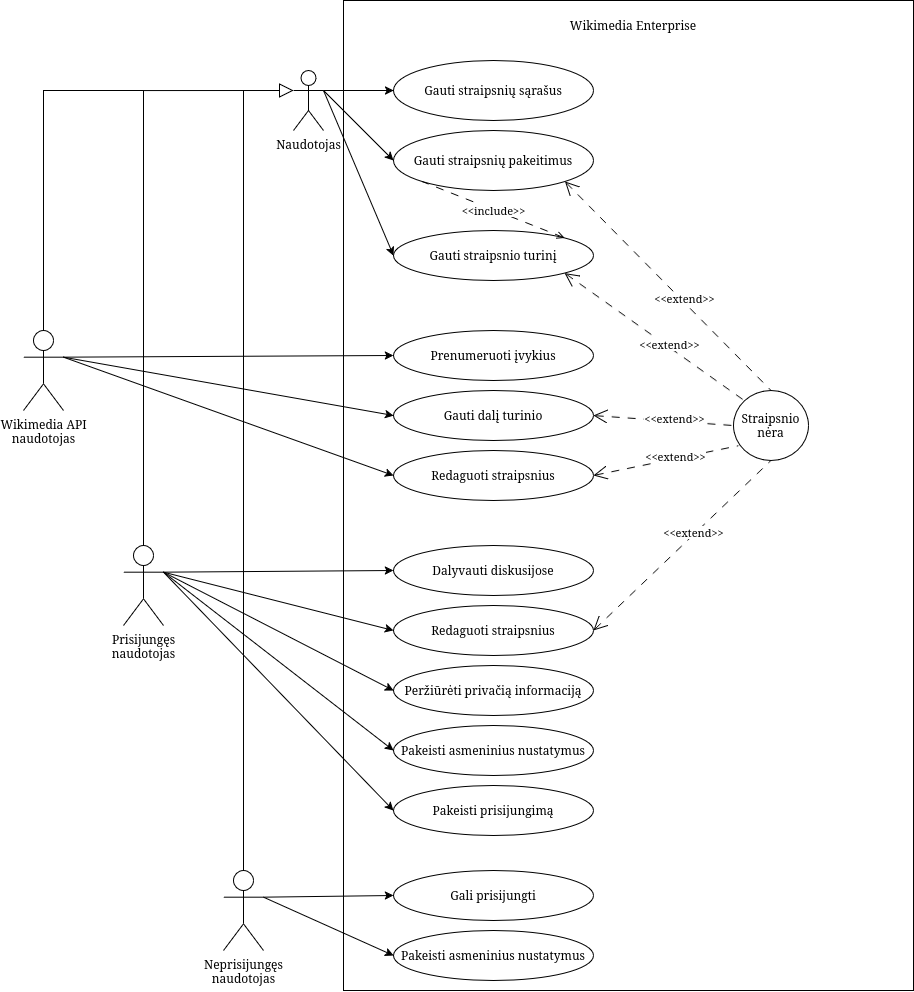 Wikimedia Enterprise
Gauti straipsnių sąrašus
Naudotojas
Gauti straipsnių pakeitimus
<<include>>
Gauti straipsnio turinį
<<extend>>
<<extend>>
Prenumeruoti įvykius
Wikimedia API
naudotojas
Gauti dalį turinio
<<extend>>
Straipsnio
nėra
<<extend>>
Redaguoti straipsnius
<<extend>>
Dalyvauti diskusijose
Prisijungęs
naudotojas
Redaguoti straipsnius
Peržiūrėti privačią informaciją
Pakeisti asmeninius nustatymus
Pakeisti prisijungimą
Gali prisijungti
Neprisijungęs
naudotojas
Pakeisti asmeninius nustatymus